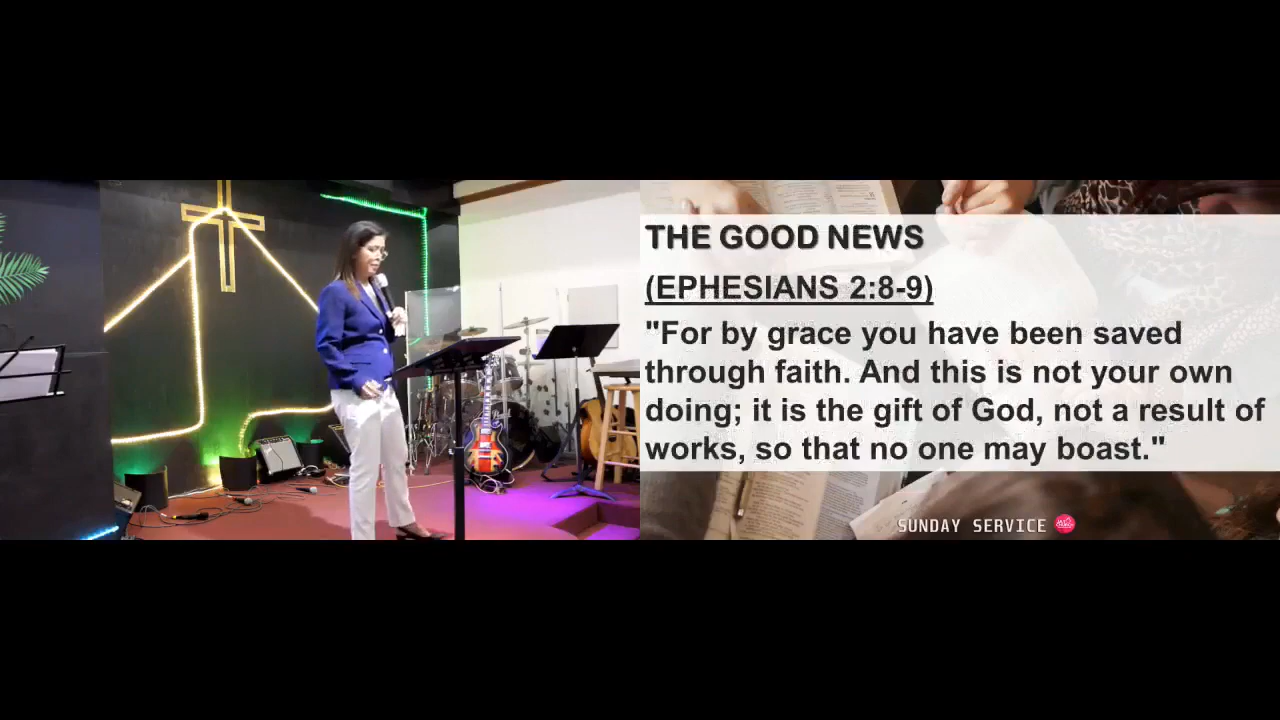 THE GOOD NEWS
(EPHESIANS 2:8-9)
"For by grace you have been saved
through faith. And this is not your own
doing; it is the gift of God, not a result of
works, so that no one may boast."
SUNDAY SERVICE